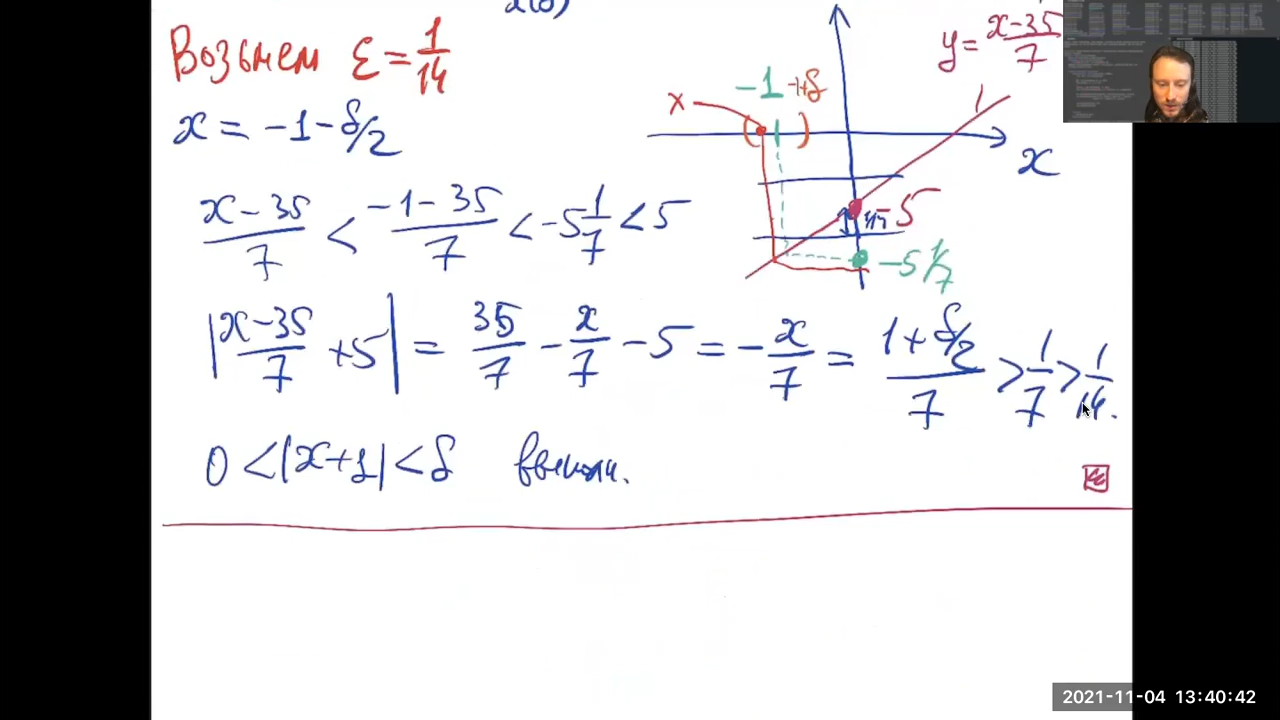 Возьмем ε = 1/14
x = -1 - δ/2
(x-35)/7 < (-1-35)/7 < -5 1/7 < 5
|(x-35)/7 + 5| = 35/7 - x/7 - 5 = -x/7 = (1+δ/2)/7 > 1/7 > 1/14.
0 < |x+1| < δ выполн.
y = (x-35)/7
-1 +δ
x
x
-5
-5 1/7
2021-11-04 13:40:42